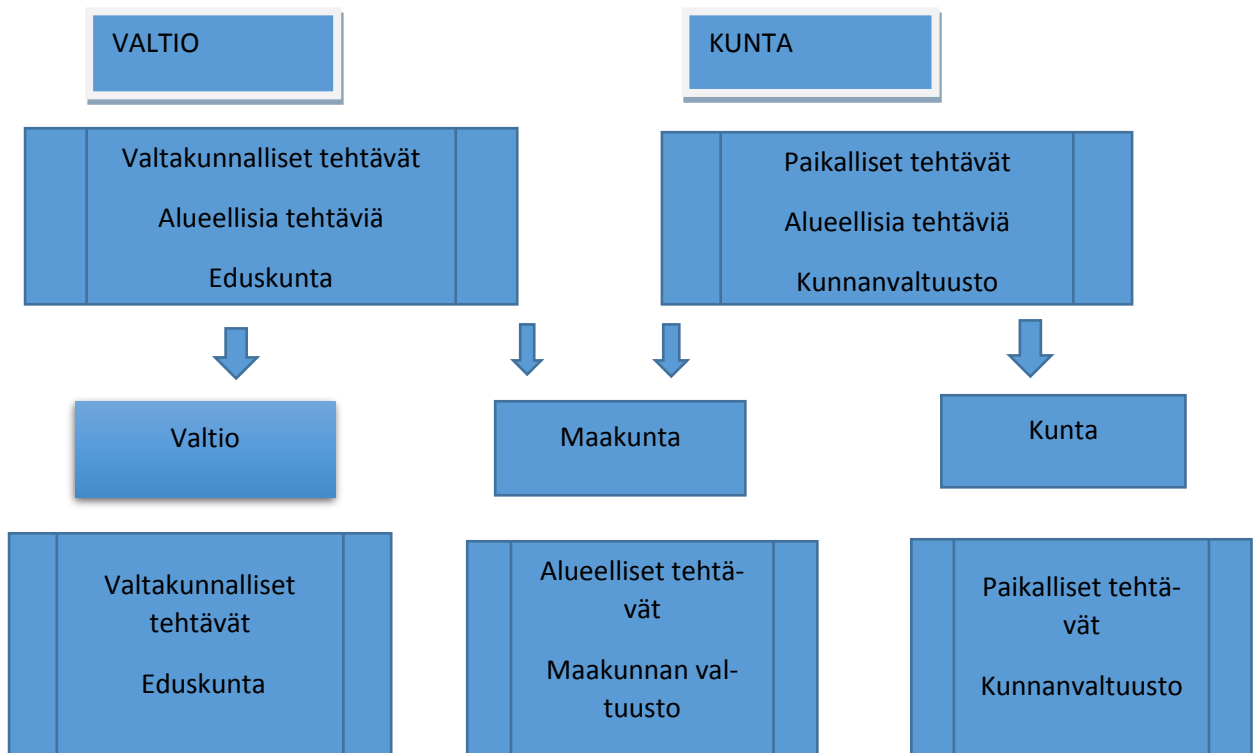 VALTIO
KUNTA
Valtakunnalliset tehtävät
Alueellisia tehtäviä
Eduskunta
Paikalliset tehtävät
Alueellisia tehtäviä
Kunnanvaltuusto
Valtio
Maakunta
Kunta
Valtakunnalliset
tehtävät
Eduskunta
Alueelliset tehtä-
vät
Maakunnan val-
tuusto
Paikalliset tehtä-
vät
Kunnanvaltuusto